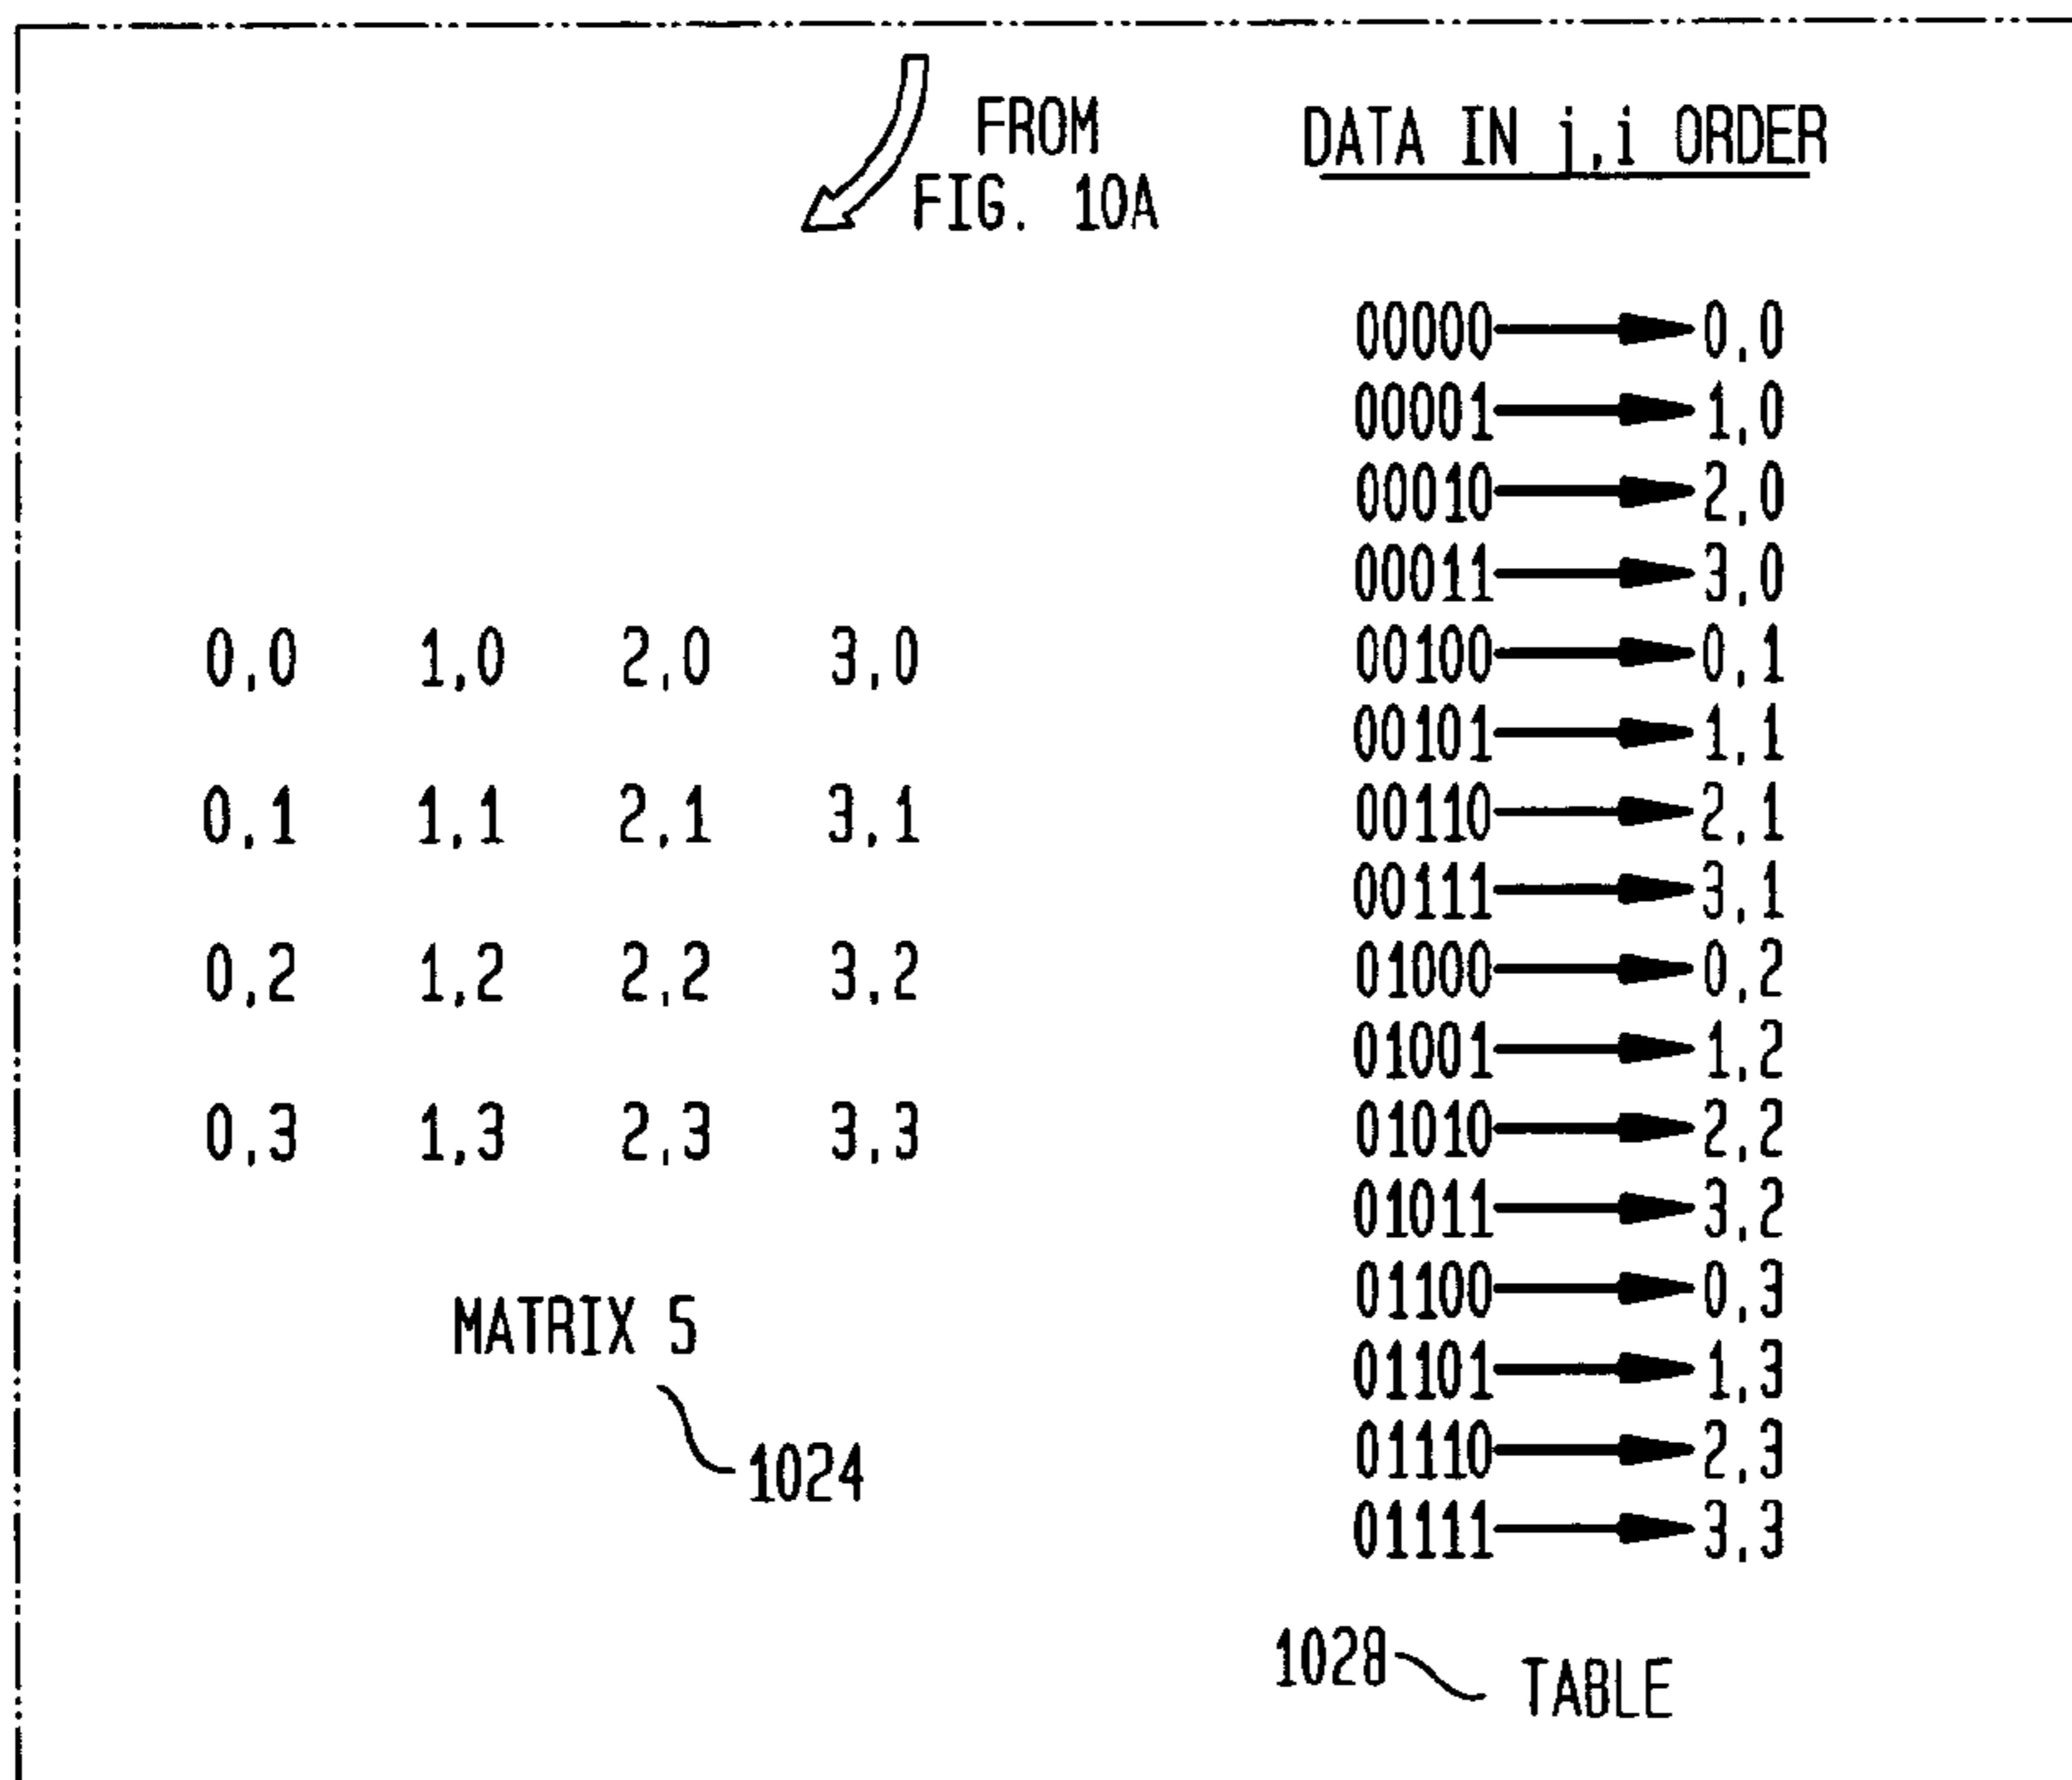 FROM
FIG. 10A
DATA IN j,i ORDER
0,0 1,0 2,0 3,0
0,1 1,1 2,1 3,1
0,2 1,2 2,2 3,2
0,3 1,3 2,3 3,3
MATRIX 5
1024
00000 0,0
00001 1,0
00010 2,0
00011 3,0
00100 0,1
00101 1,1
00110 2,1
00111 3,1
01000 0,2
01001 1,2
01010 2,2
01011 3,2
01100 0,3
01101 1,3
01110 2,3
01111 3,3
1028 TABLE